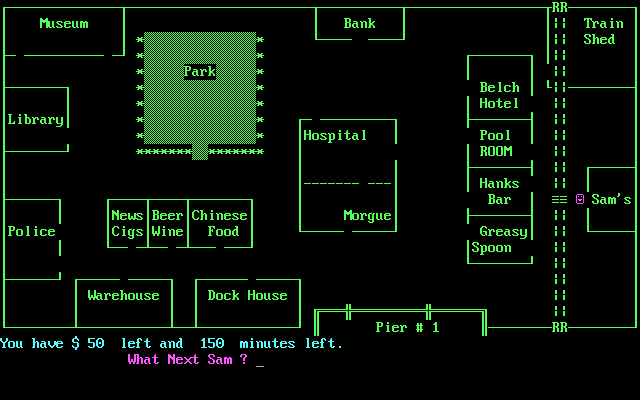 RR
Museum
Bank
Train
Shed
Park
Belch
Hotel
Library
Hospital
Pool
ROOM
Hanks
Bar
Sam's
News
Cigs
Beer
Wine
Chinese
Food
Morgue
Police
Greasy
Spoon
Warehouse
Dock House
Pier # 1
RR
You have $ 50 left and 150 minutes left.
What Next Sam ? _